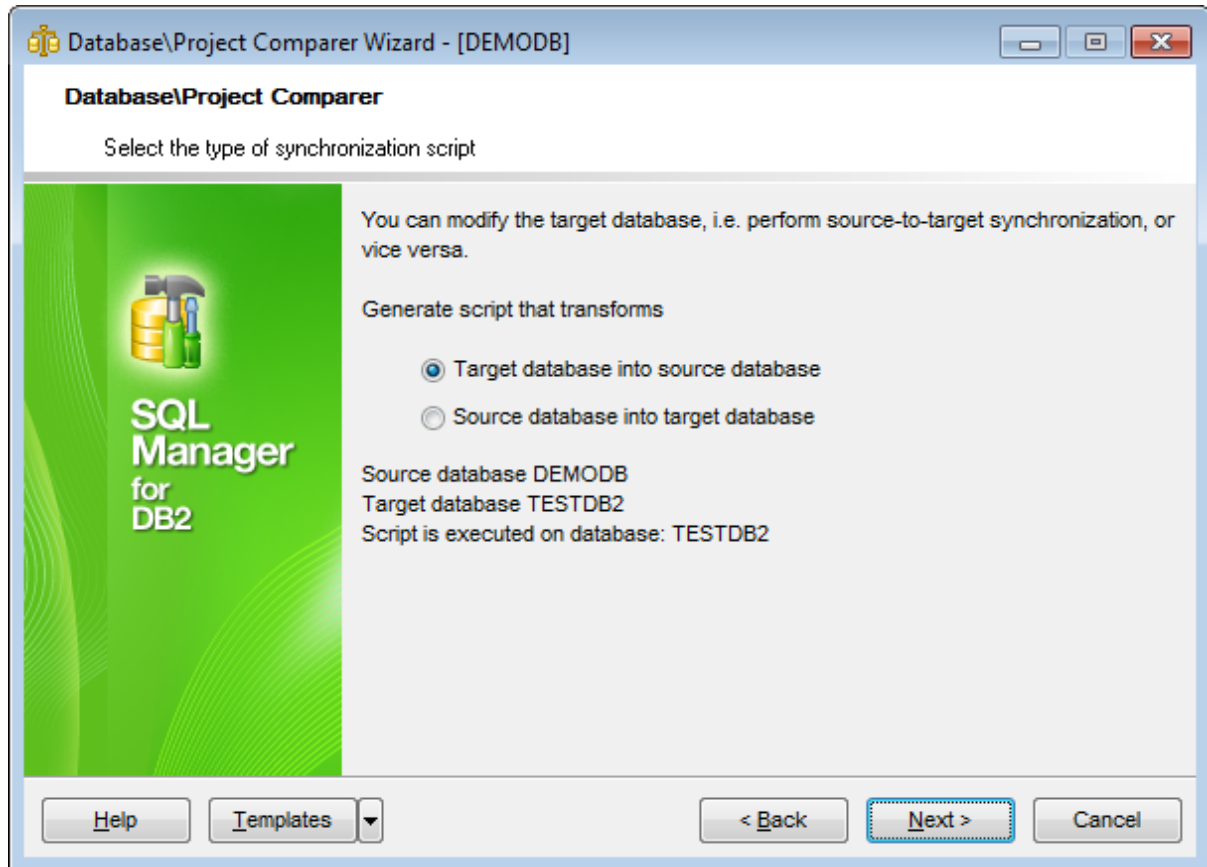 Database\Project Comparer Wizard - [DEMODB]
Database\Project Comparer
Select the type of synchronization script
You can modify the target database, i.e. perform source-to-target synchronization, or
vice versa.
Generate script that transforms
Target database into source database
Source database into target database
Source database DEMODB
Target database TESTDB2
Script is executed on database: TESTDB2
SQL
Manager
for
DB2
Help
Templates
< Back
Next >
Cancel